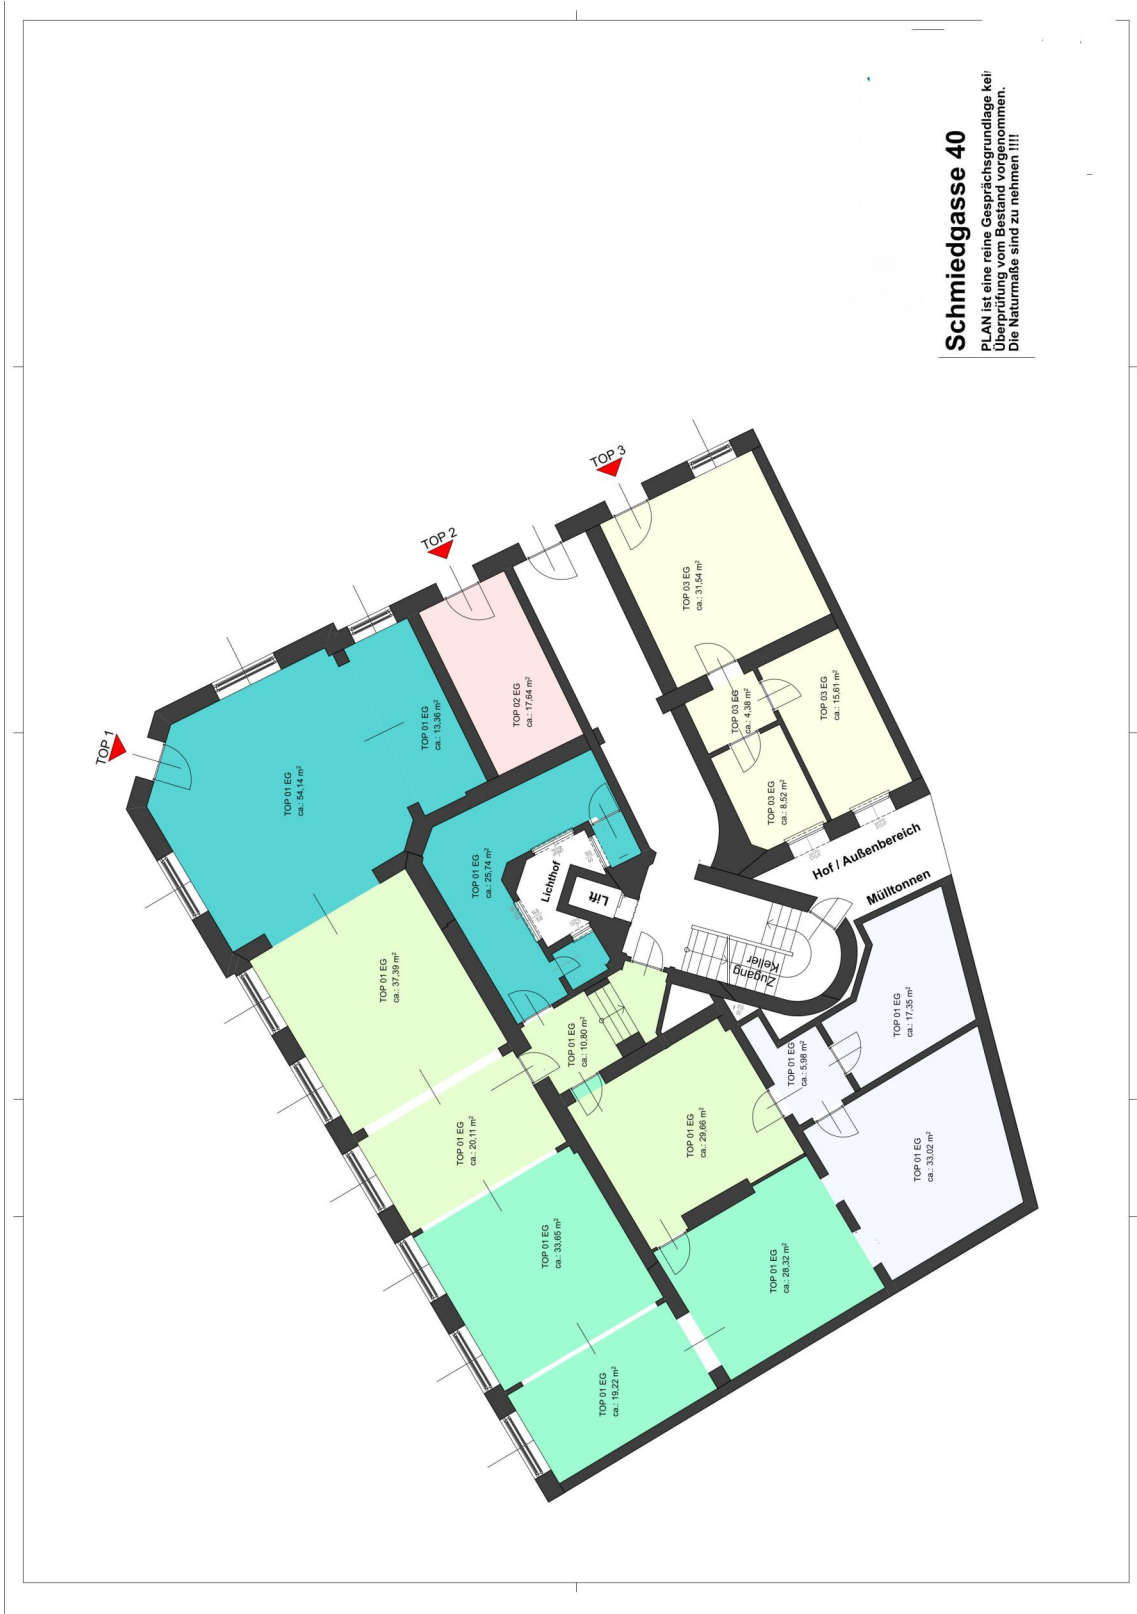 Schmiedgasse 40
PLAN ist eine reine Gesprächsgrundlage kei
Überprüfung vom Bestand vorgenommen.
Die Naturmaße sind zu nehmen !!!!
TOP 1
TOP 2
TOP 3
TOP 01 EG
ca.: 54,14 m²
TOP 01 EG
ca.: 13,36 m²
TOP 02 EG
ca.: 17,64 m²
TOP 03 EG
ca.: 31,54 m²
TOP 03 EG
ca.: 4,38 m²
TOP 03 EG
ca.: 15,61 m²
TOP 03 EG
ca.: 8,52 m²
TOP 01 EG
ca.: 25,74 m²
Lichthof
Lift
Hof / Außenbereich
Mülltonnen
Zugang
Keller
TOP 01 EG
ca.: 37,39 m²
TOP 01 EG
ca.: 10,80 m²
TOP 01 EG
ca.: 20,11 m²
TOP 01 EG
ca.: 29,66 m²
TOP 01 EG
ca.: 5,98 m²
TOP 01 EG
ca.: 17,35 m²
TOP 01 EG
ca.: 33,02 m²
TOP 01 EG
ca.: 33,65 m²
TOP 01 EG
ca.: 28,32 m²
TOP 01 EG
ca.: 19,22 m²